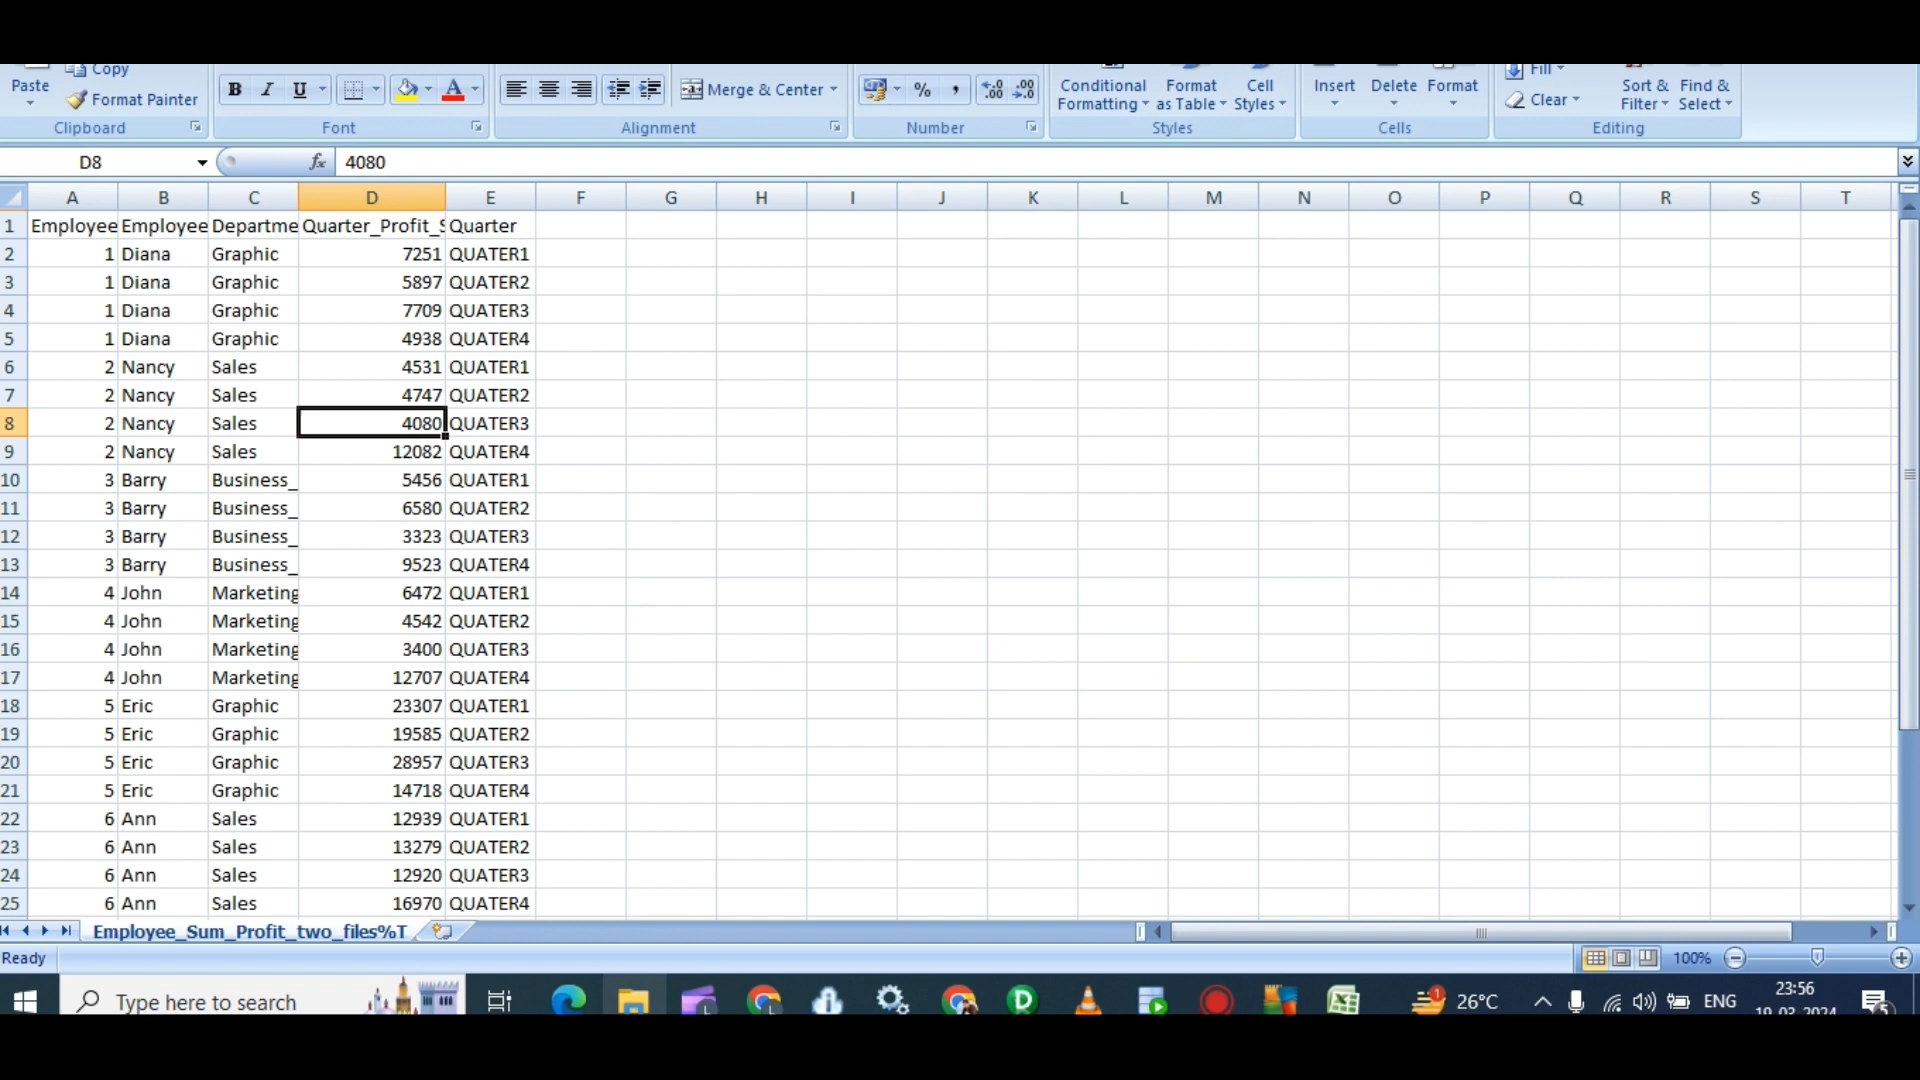 Copy Fill
Paste B I U Merge & Center % , Conditional Format Cell Insert Delete Format Sort & Find &
Format Painter Formatting as Table Styles Clear Filter Select
Clipboard Font Alignment Number Styles Cells Editing
D8 fx 4080
A B C D E F G H I J K L M N O P Q R S T
1 Employee Employee Departme Quarter_Profit_S Quarter
2 1 Diana Graphic 7251 QUATER1
3 1 Diana Graphic 5897 QUATER2
4 1 Diana Graphic 7709 QUATER3
5 1 Diana Graphic 4938 QUATER4
6 2 Nancy Sales 4531 QUATER1
7 2 Nancy Sales 4747 QUATER2
8 2 Nancy Sales 4080 QUATER3
9 2 Nancy Sales 12082 QUATER4
10 3 Barry Business_ 5456 QUATER1
11 3 Barry Business_ 6580 QUATER2
12 3 Barry Business_ 3323 QUATER3
13 3 Barry Business_ 9523 QUATER4
14 4 John Marketing 6472 QUATER1
15 4 John Marketing 4542 QUATER2
16 4 John Marketing 3400 QUATER3
17 4 John Marketing 12707 QUATER4
18 5 Eric Graphic 23307 QUATER1
19 5 Eric Graphic 19585 QUATER2
20 5 Eric Graphic 28957 QUATER3
21 5 Eric Graphic 14718 QUATER4
22 6 Ann Sales 12939 QUATER1
23 6 Ann Sales 13279 QUATER2
24 6 Ann Sales 12920 QUATER3
25 6 Ann Sales 16970 QUATER4
Employee_Sum_Profit_two_files%T
Ready 100%
Type here to search 26°C ENG 23:56
19-03-2024